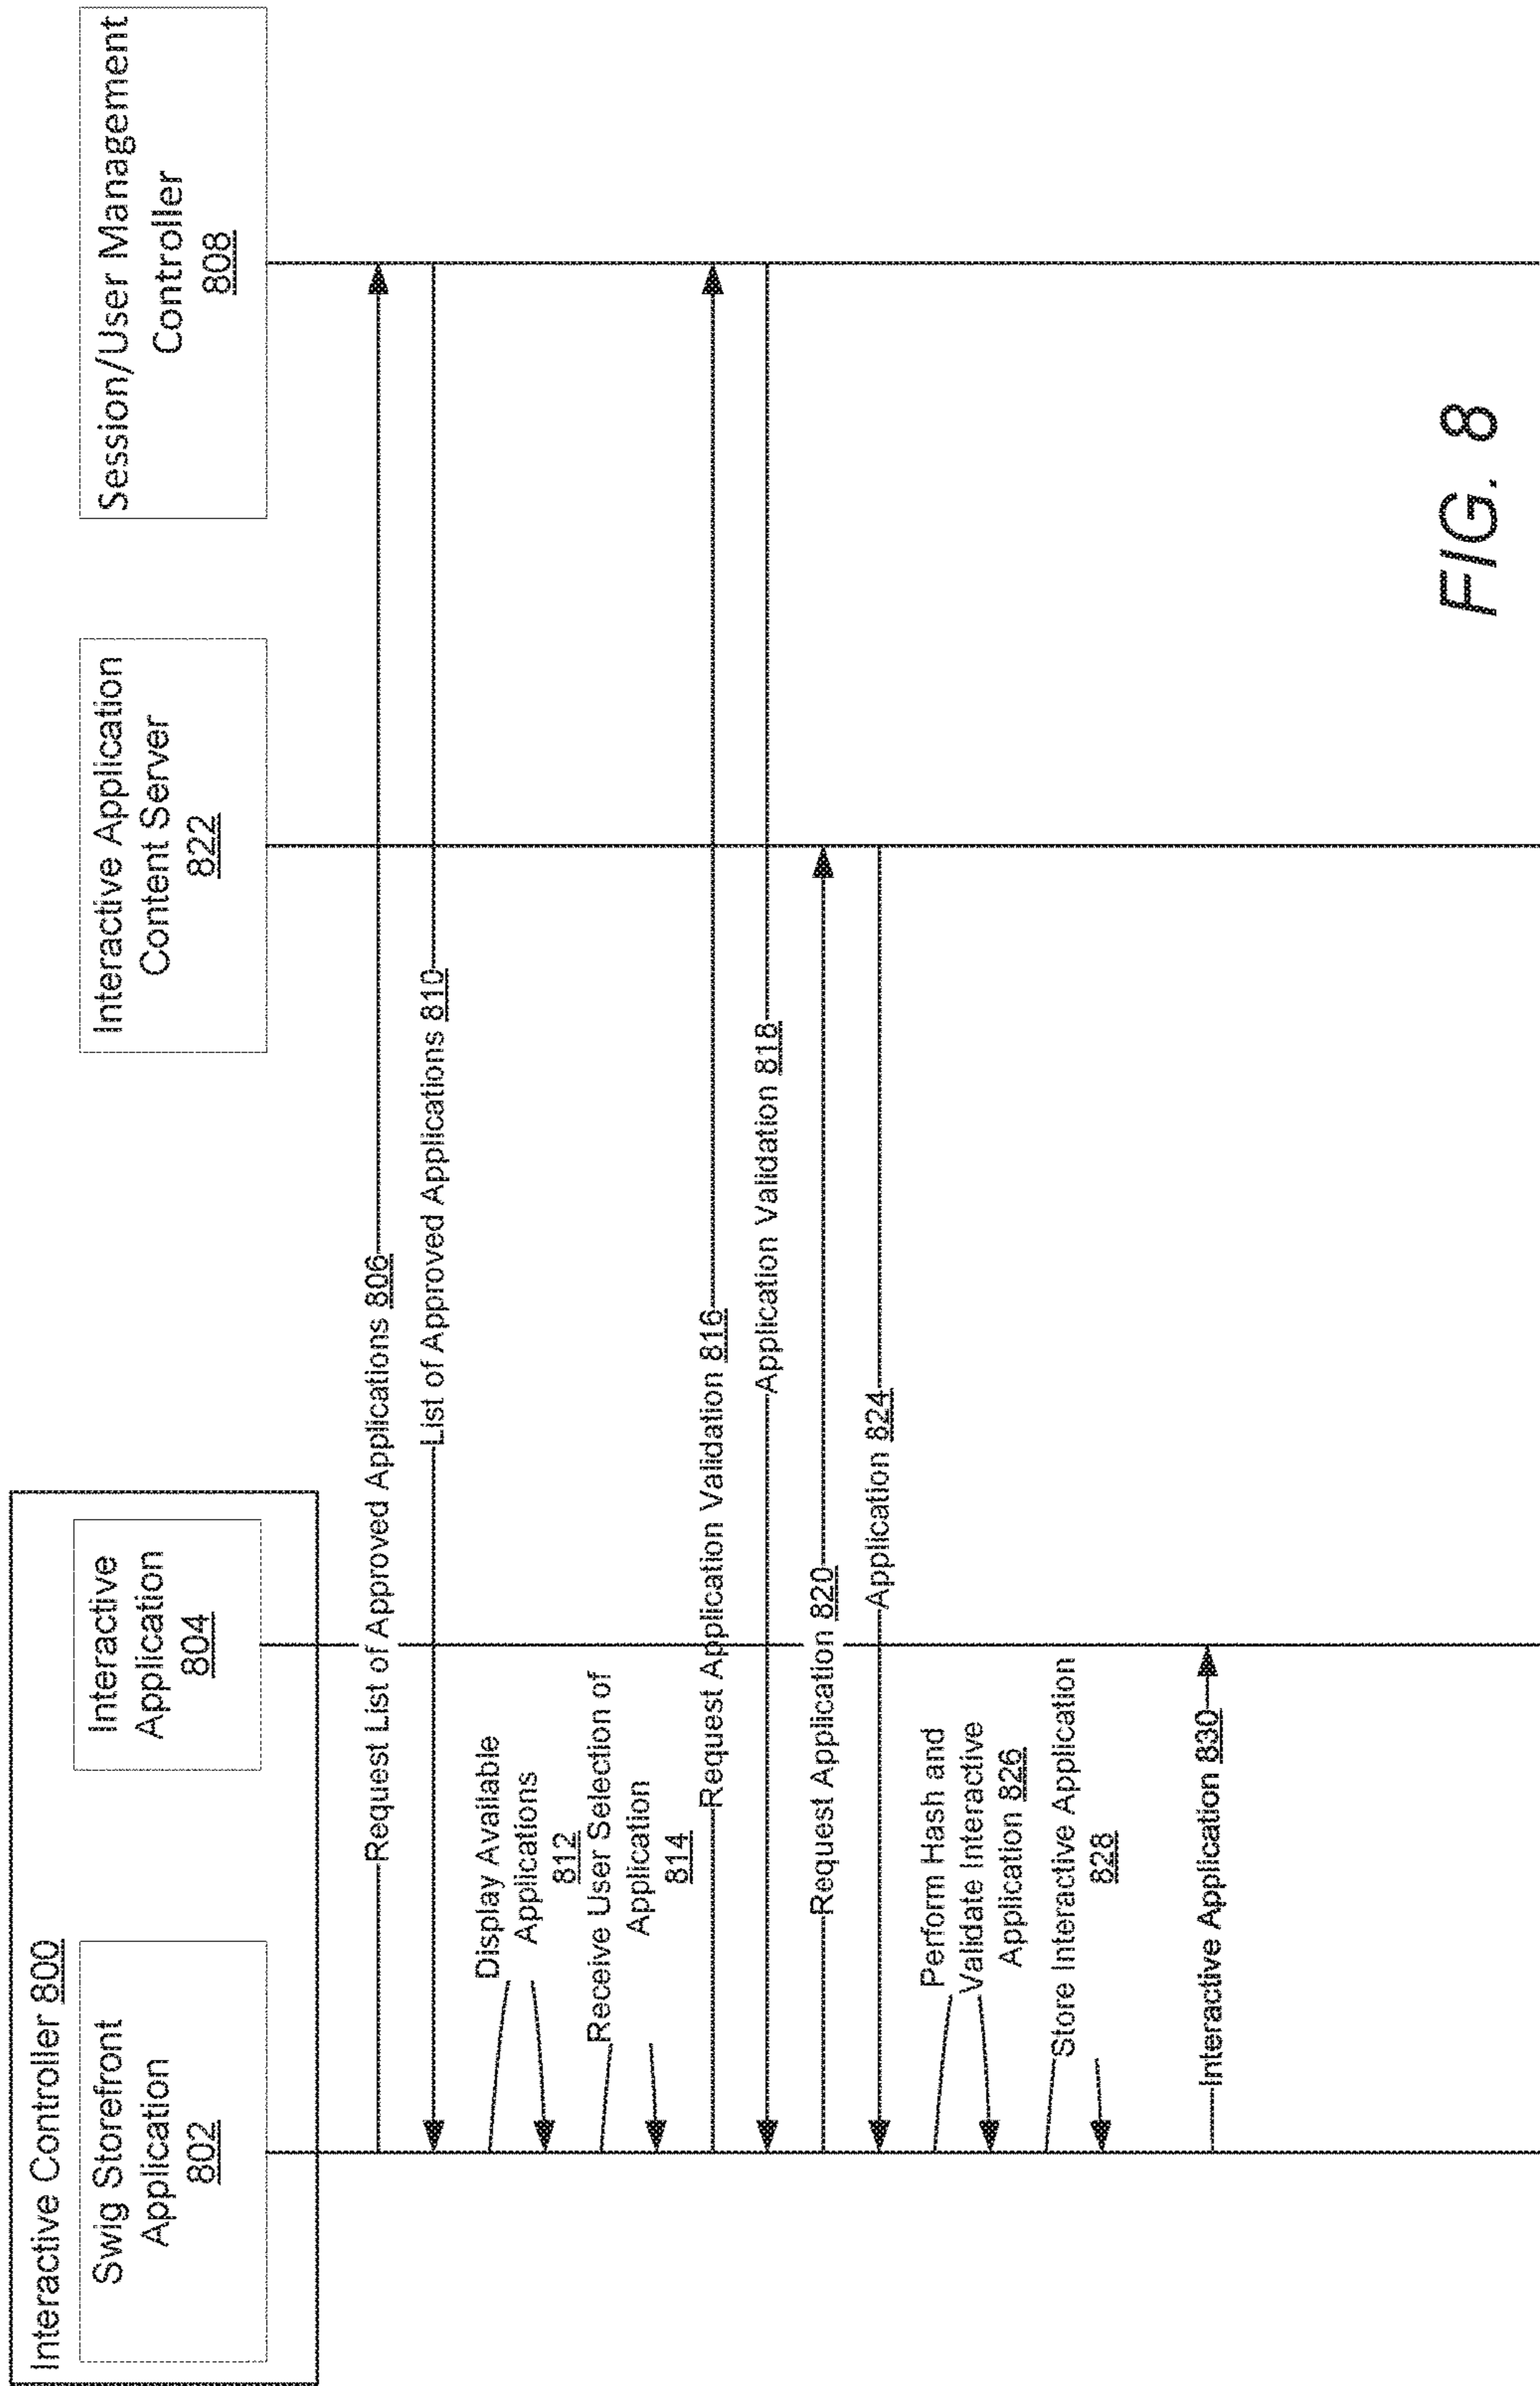 Interactive Controller 800
Swig Storefront
Application
802
Interactive
Application
804
Interactive Application
Content Server
822
Session/User Management
Controller
808
Request List of Approved Applications 806
List of Approved Applications 810
Display Available
Applications
812
Receive User Selection of
Application
814
Request Application Validation 816
Application Validation 818
Request Application 820
Application 824
Perform Hash and
Validate Interactive
Application 826
Store Interactive Application
828
Interactive Application 830
FIG. 8